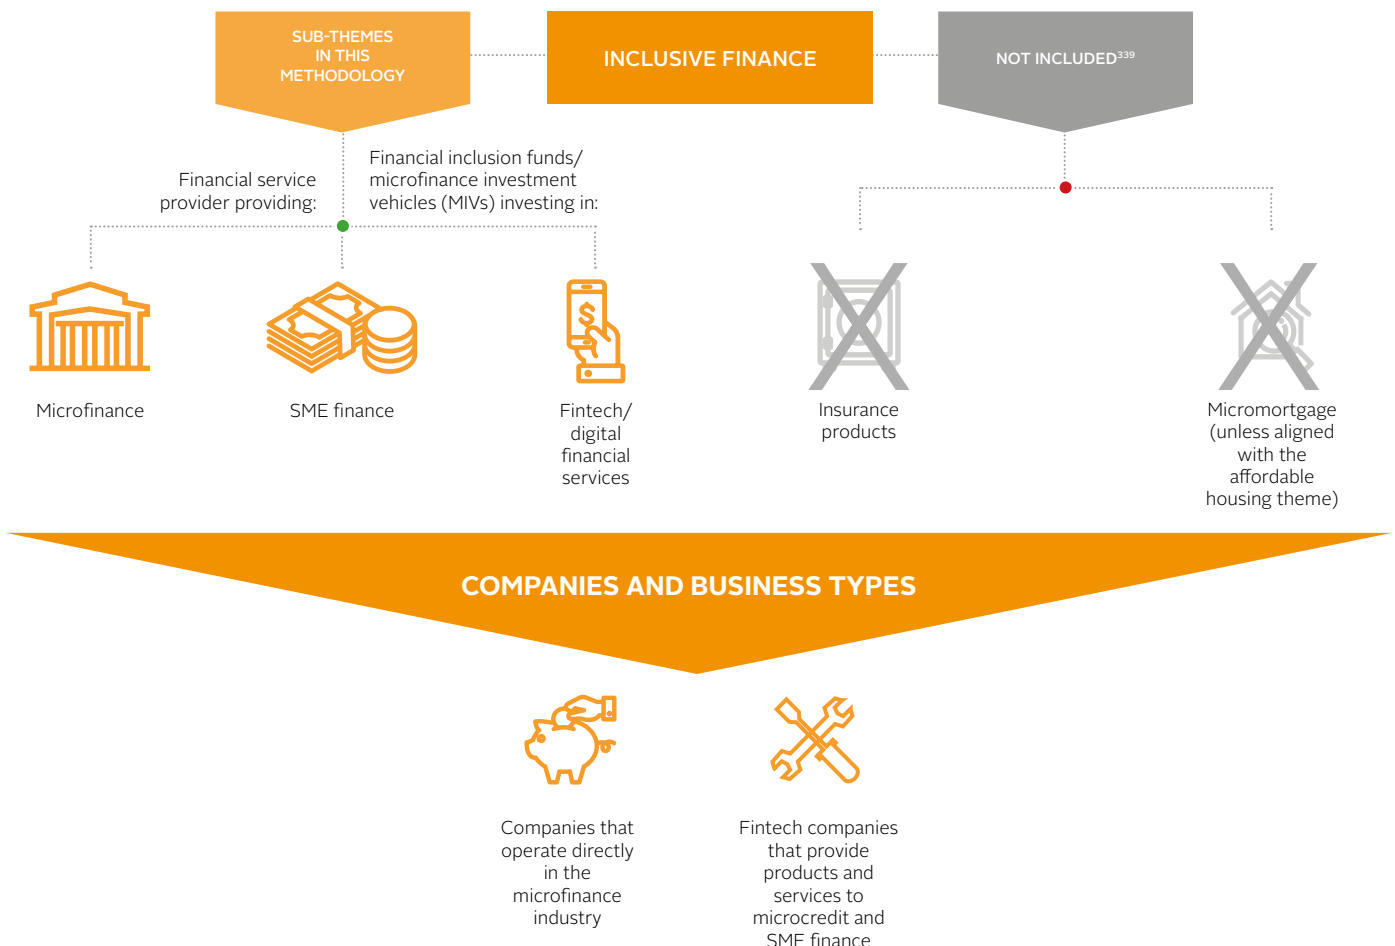 SUB-THEMES
IN THIS
METHODOLOGY
INCLUSIVE FINANCE
NOT INCLUDED³³⁹
Financial service
provider providing:
Financial inclusion funds/
microfinance investment
vehicles (MIVs) investing in:
$
Microfinance
SME finance
Fintech/
digital
financial
services
Insurance
products
Micromortgage
(unless aligned
with the
affordable
housing theme)
COMPANIES AND BUSINESS TYPES
Companies that
operate directly
in the
microfinance
industry
Fintech companies
that provide
products and
services to
microcredit and
SME finance